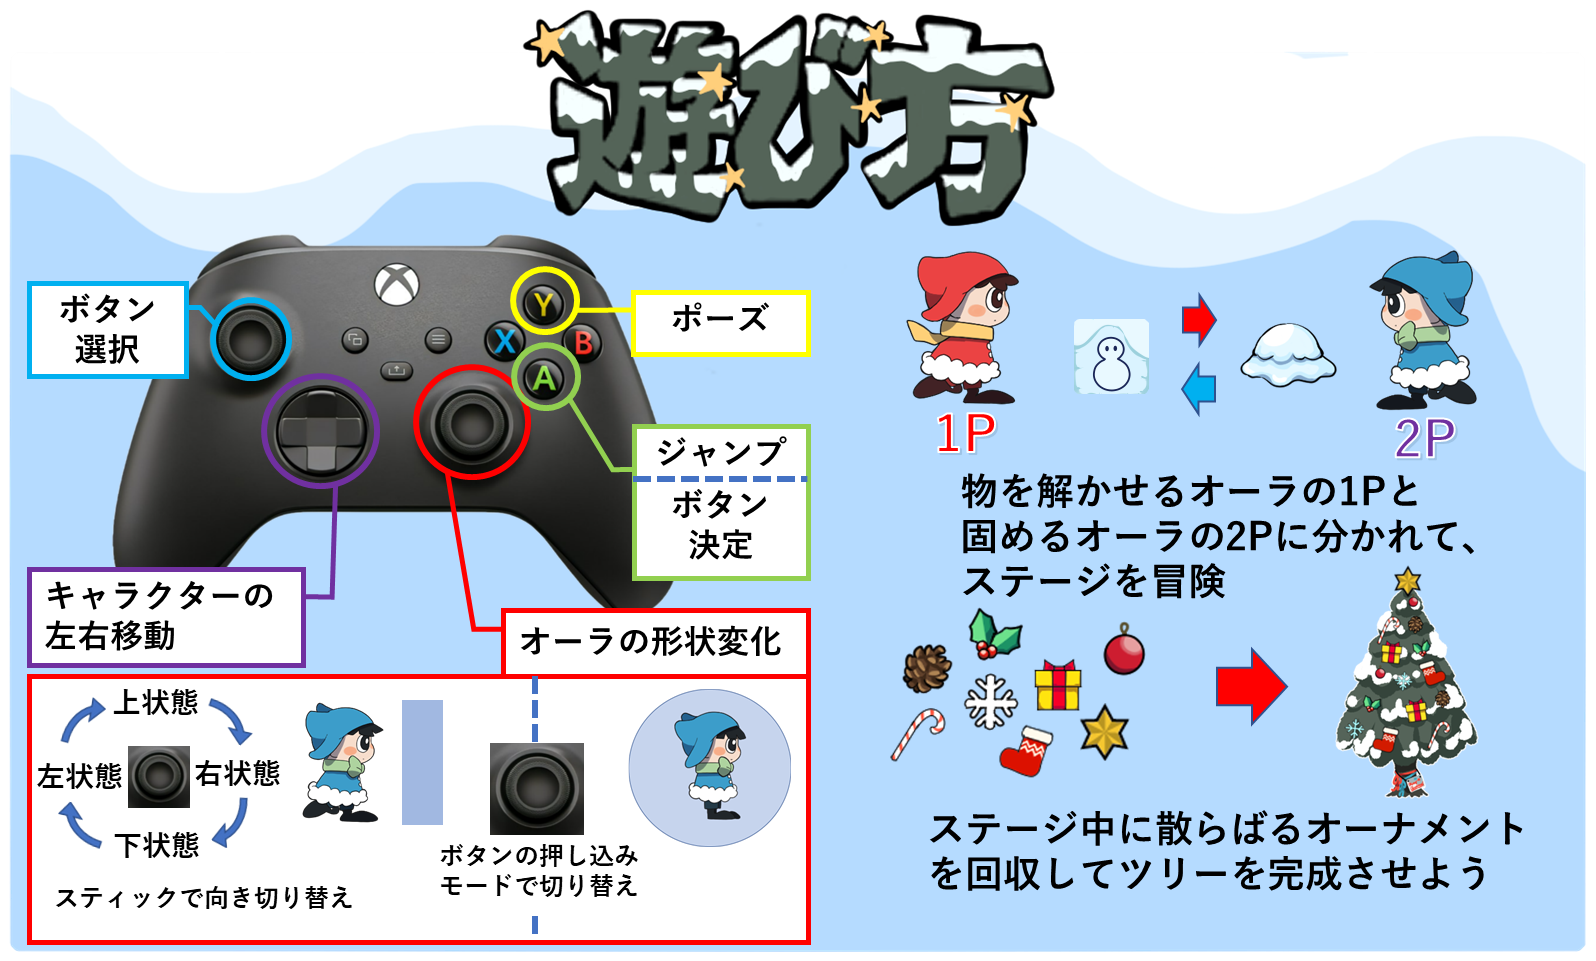 遊び方
ボタン
選択
Y
X
B
A
ポーズ
ジャンプ
ボタン
決定
キャラクターの
左右移動
オーラの形状変化
上状態
左状態
右状態
下状態
スティックで向き切り替え
ボタンの押し込み
モードで切り替え
1P
2P
物を解かせるオーラの1Pと
固めるオーラの2Pに分かれて、
ステージを冒険
ステージ中に散らばるオーナメント
を回収してツリーを完成させよう